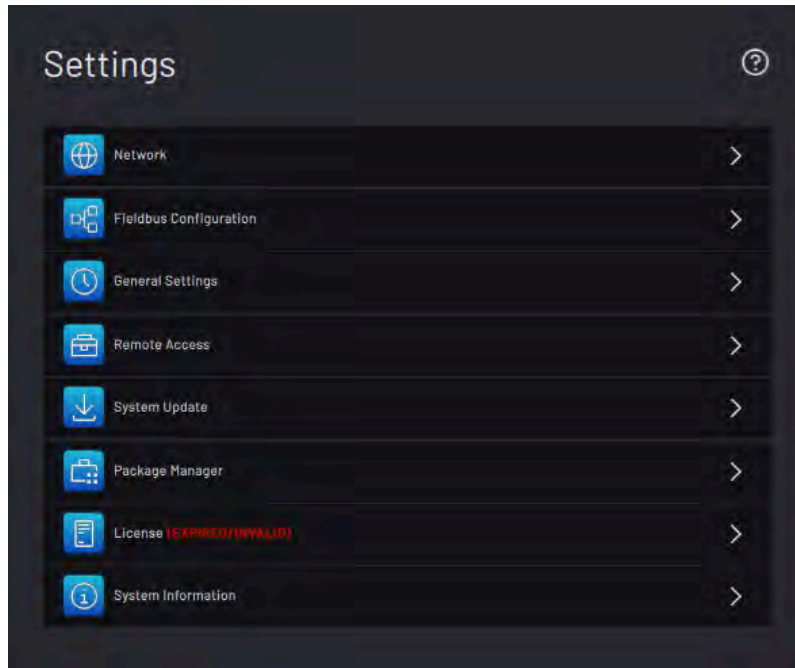 Settings
Network
Fieldbus Configuration
General Settings
Remote Access
System Update
Package Manager
License (EXPIRED/INVALID)
System Information